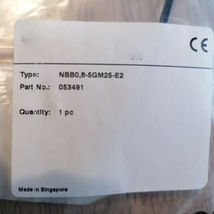 CE
Type: NBB0,8-5GM25-E2
Part No.: 053491
Quantity: 1 pc
Made in Singapore